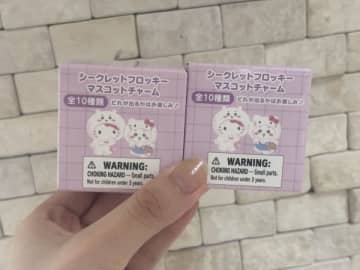 シークレットフロッキー
マスコットチャーム
全10種類 どれが出るかはお楽しみ♪
WARNING:
CHOKING HAZARD — Small parts.
Not for children under 3 years.
シークレットフロッキー
マスコットチャーム
全10種類 どれが出るかはお楽しみ♪
WARNING:
CHOKING HAZARD — Small parts.
Not for children under 3 years.